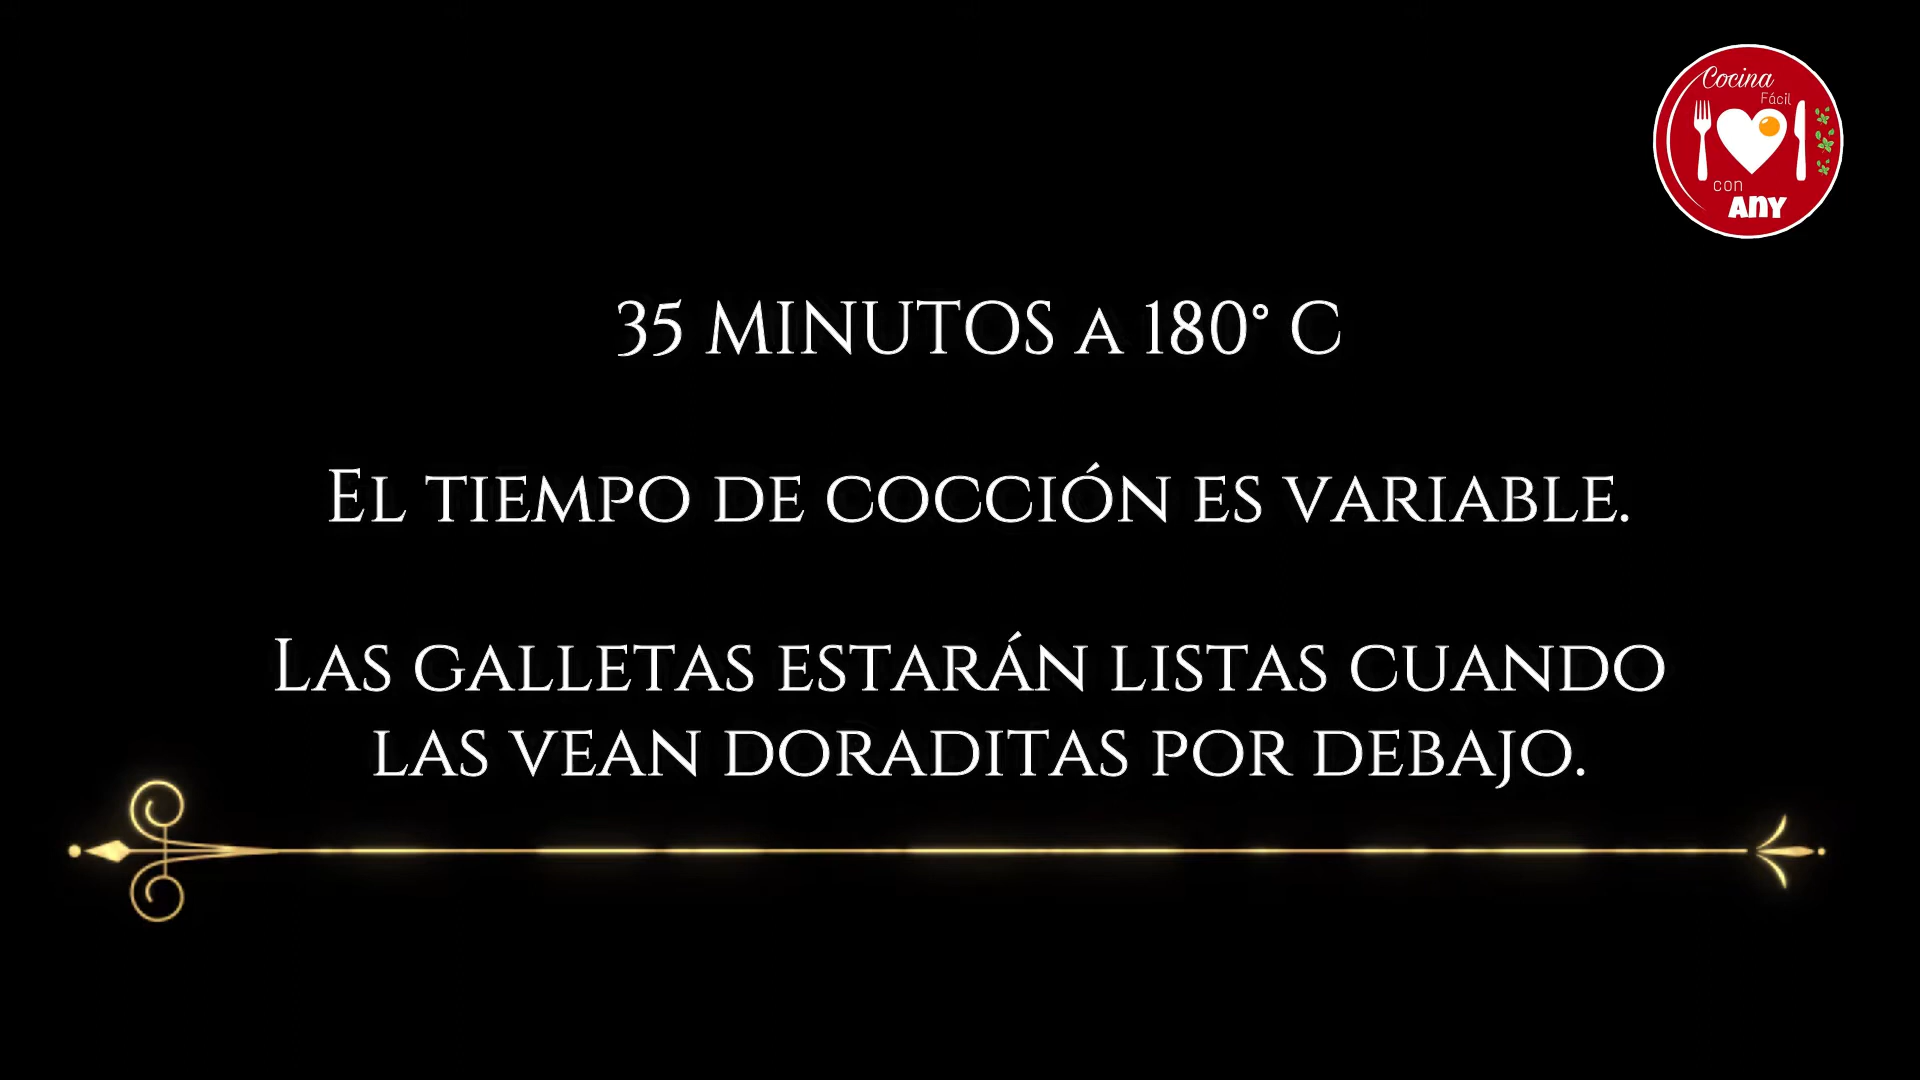 Cocina
Fácil
con
Any
35 MINUTOS A 180° C
El tiempo de cocción es variable.
Las galletas estarán listas cuando
las vean doraditas por debajo.